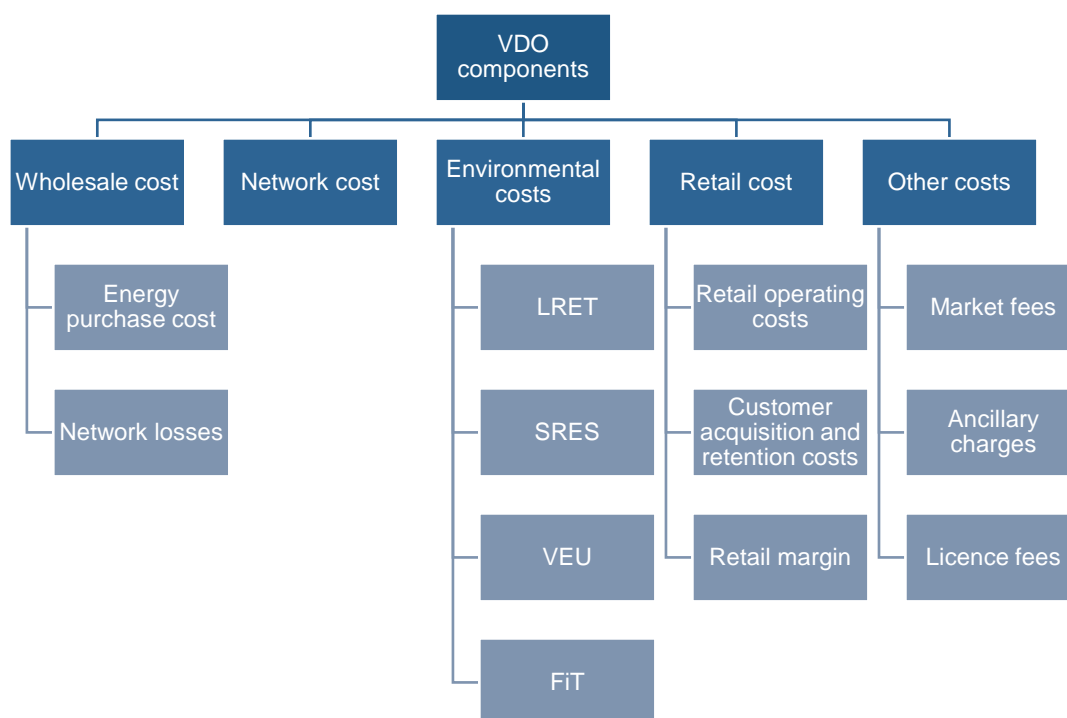 VDO
components
Wholesale cost
Network cost
Environmental
costs
Retail cost
Other costs
Energy
purchase cost
Network losses
LRET
SRES
VEU
FiT
Retail operating
costs
Customer
acquisition and
retention costs
Retail margin
Market fees
Ancillary
charges
Licence fees